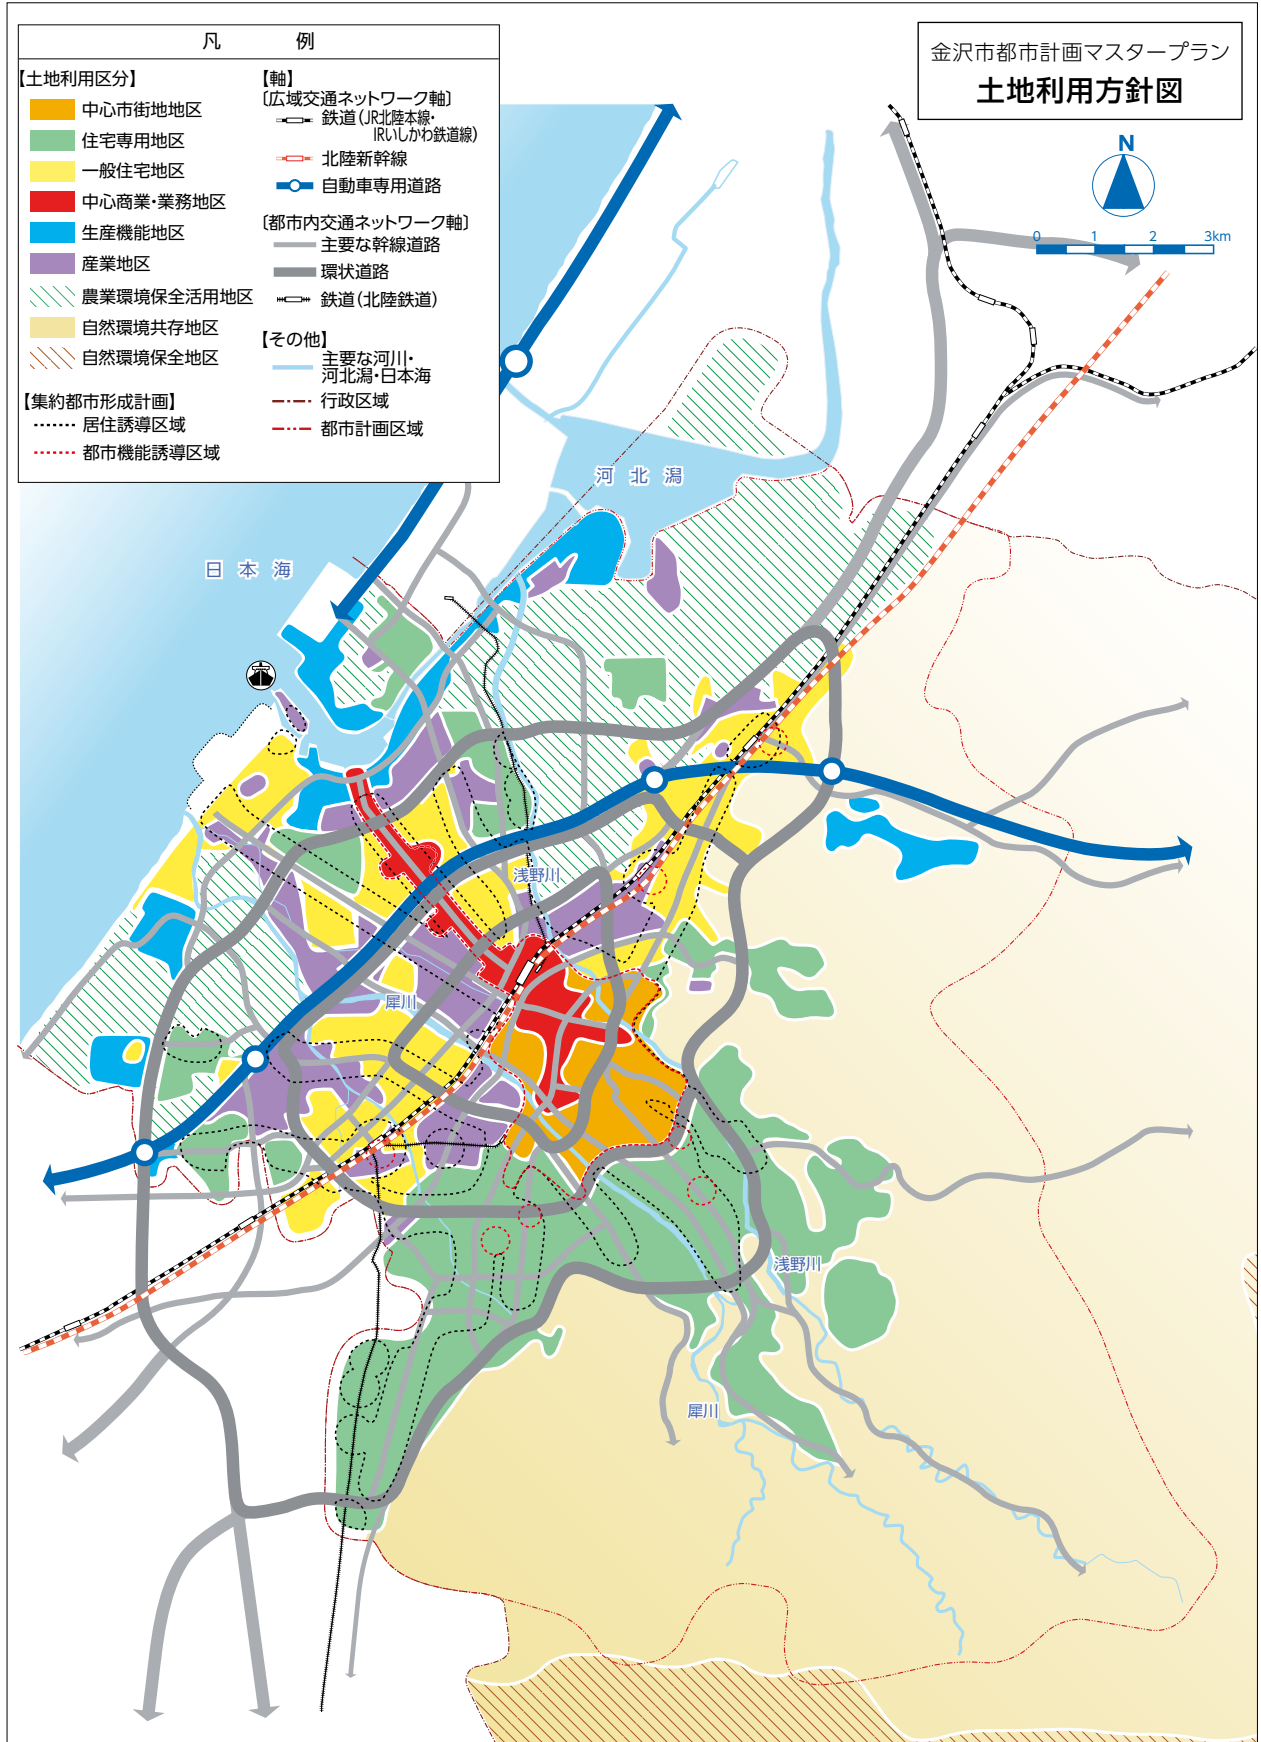 凡 例
【土地利用区分】
中心市街地地区
住宅専用地区
一般住宅地区
中心商業・業務地区
生産機能地区
産業地区
農業環境保全活用地区
自然環境共存地区
自然環境保全地区
【集約都市形成計画】
居住誘導区域
都市機能誘導区域
【軸】
〔広域交通ネットワーク軸〕
鉄道(JR北陸本線・
IRいしかわ鉄道線)
北陸新幹線
自動車専用道路
〔都市内交通ネットワーク軸〕
主要な幹線道路
環状道路
鉄道(北陸鉄道)
【その他】
主要な河川・
河北潟・日本海
行政区域
都市計画区域
金沢市都市計画マスタープラン
土地利用方針図
N
0 1 2 3km
河北潟
日本海
浅野川
犀川
浅野川
犀川